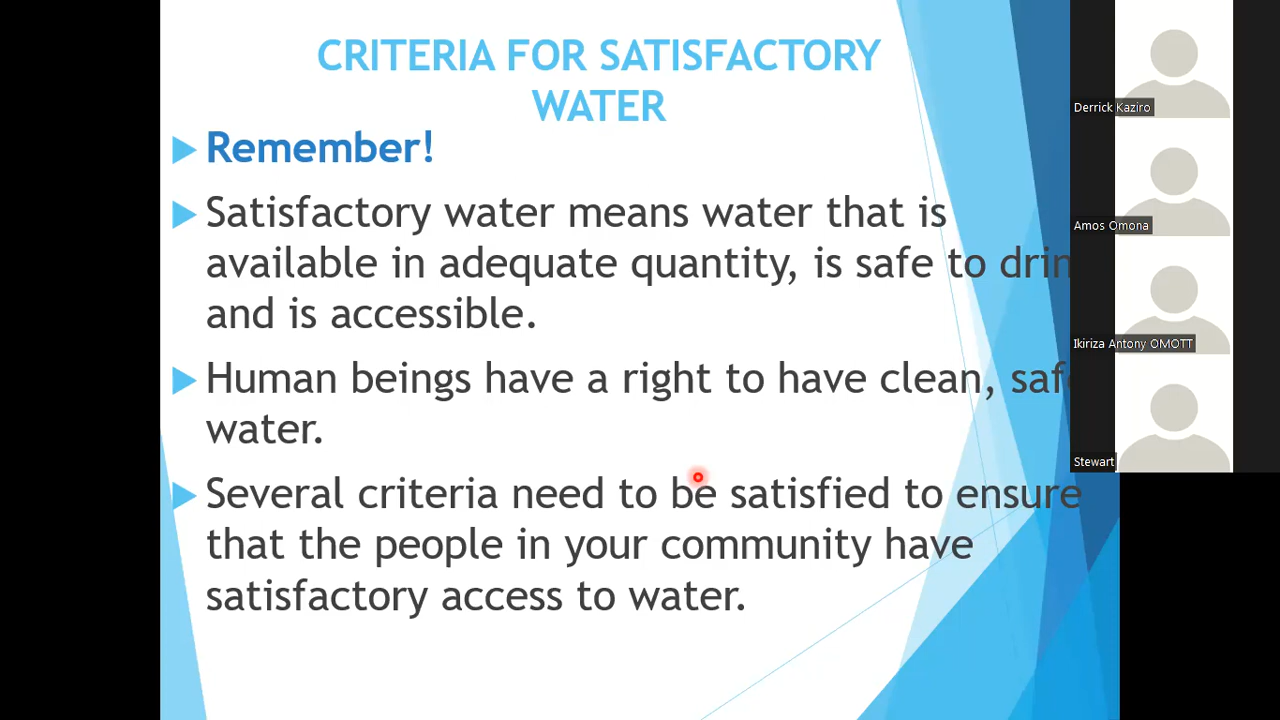 CRITERIA FOR SATISFACTORY
WATER
Remember!
Satisfactory water means water that is
available in adequate quantity, is safe to
and is accessible.
Human beings have a right to have clean,
water.
Several criteria need to be satisfied to ensure
that the people in your community have
satisfactory access to water.
Derrick Kaziro
Amos Omona
Ikiriza Antony OMOTT
Stewart